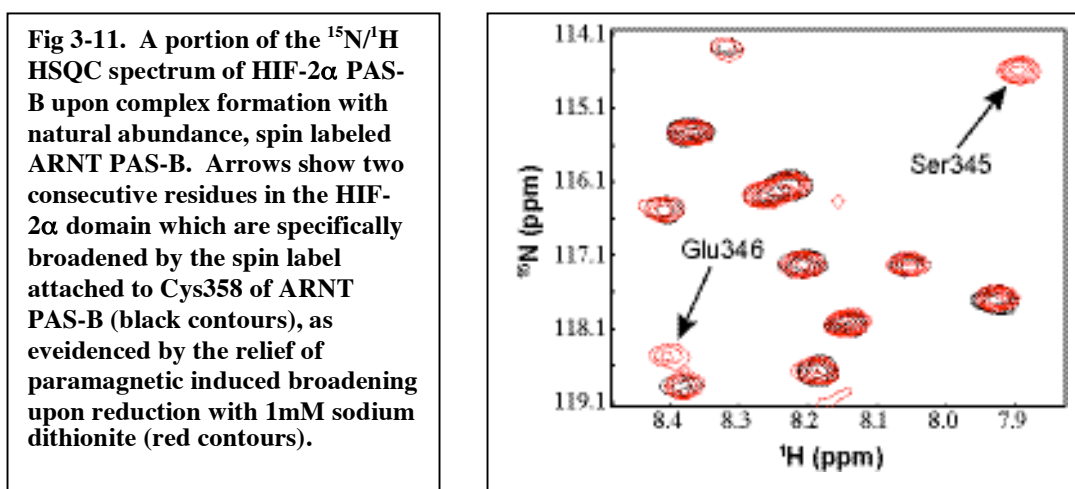 Fig 3-11. A portion of the ¹⁵N/¹H
HSQC spectrum of HIF-2α PAS-
B upon complex formation with
natural abundance, spin labeled
ARNT PAS-B. Arrows show two
consecutive residues in the HIF-
2α domain which are specifically
broadened by the spin label
attached to Cys358 of ARNT
PAS-B (black contours), as
eveidenced by the relief of
paramagnetic induced broadening
upon reduction with 1mM sodium
dithionite (red contours).
114.1
115.1
116.1
117.1
118.1
119.1
¹⁵N (ppm)
Ser345
Glu346
8.4 8.3 8.2 8.1 8.0 7.9
¹H (ppm)